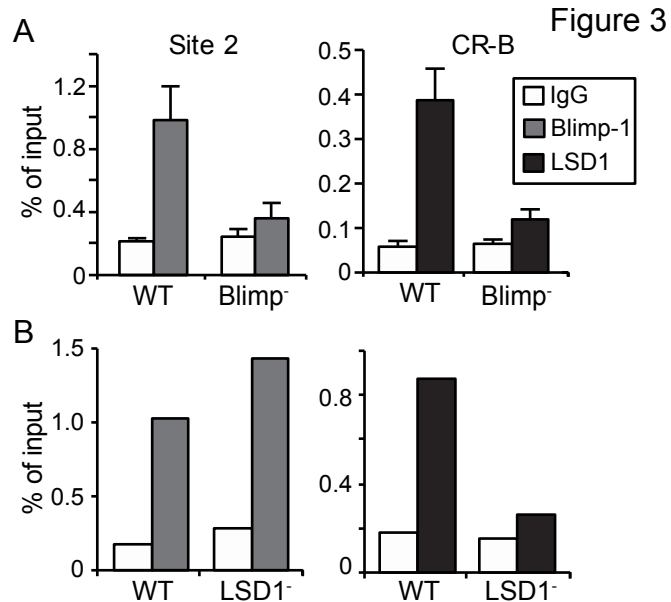 Figure 3
A
Site 2
CR-B
IgG
Blimp-1
LSD1
% of input
1.2
0.8
0.4
0
WT Blimp⁻
0.5
0.4
0.3
0.2
0.1
0
WT Blimp⁻
B
% of input
1.5
1.0
0.5
0
WT LSD1⁻
0.8
0.4
0
WT LSD1⁻